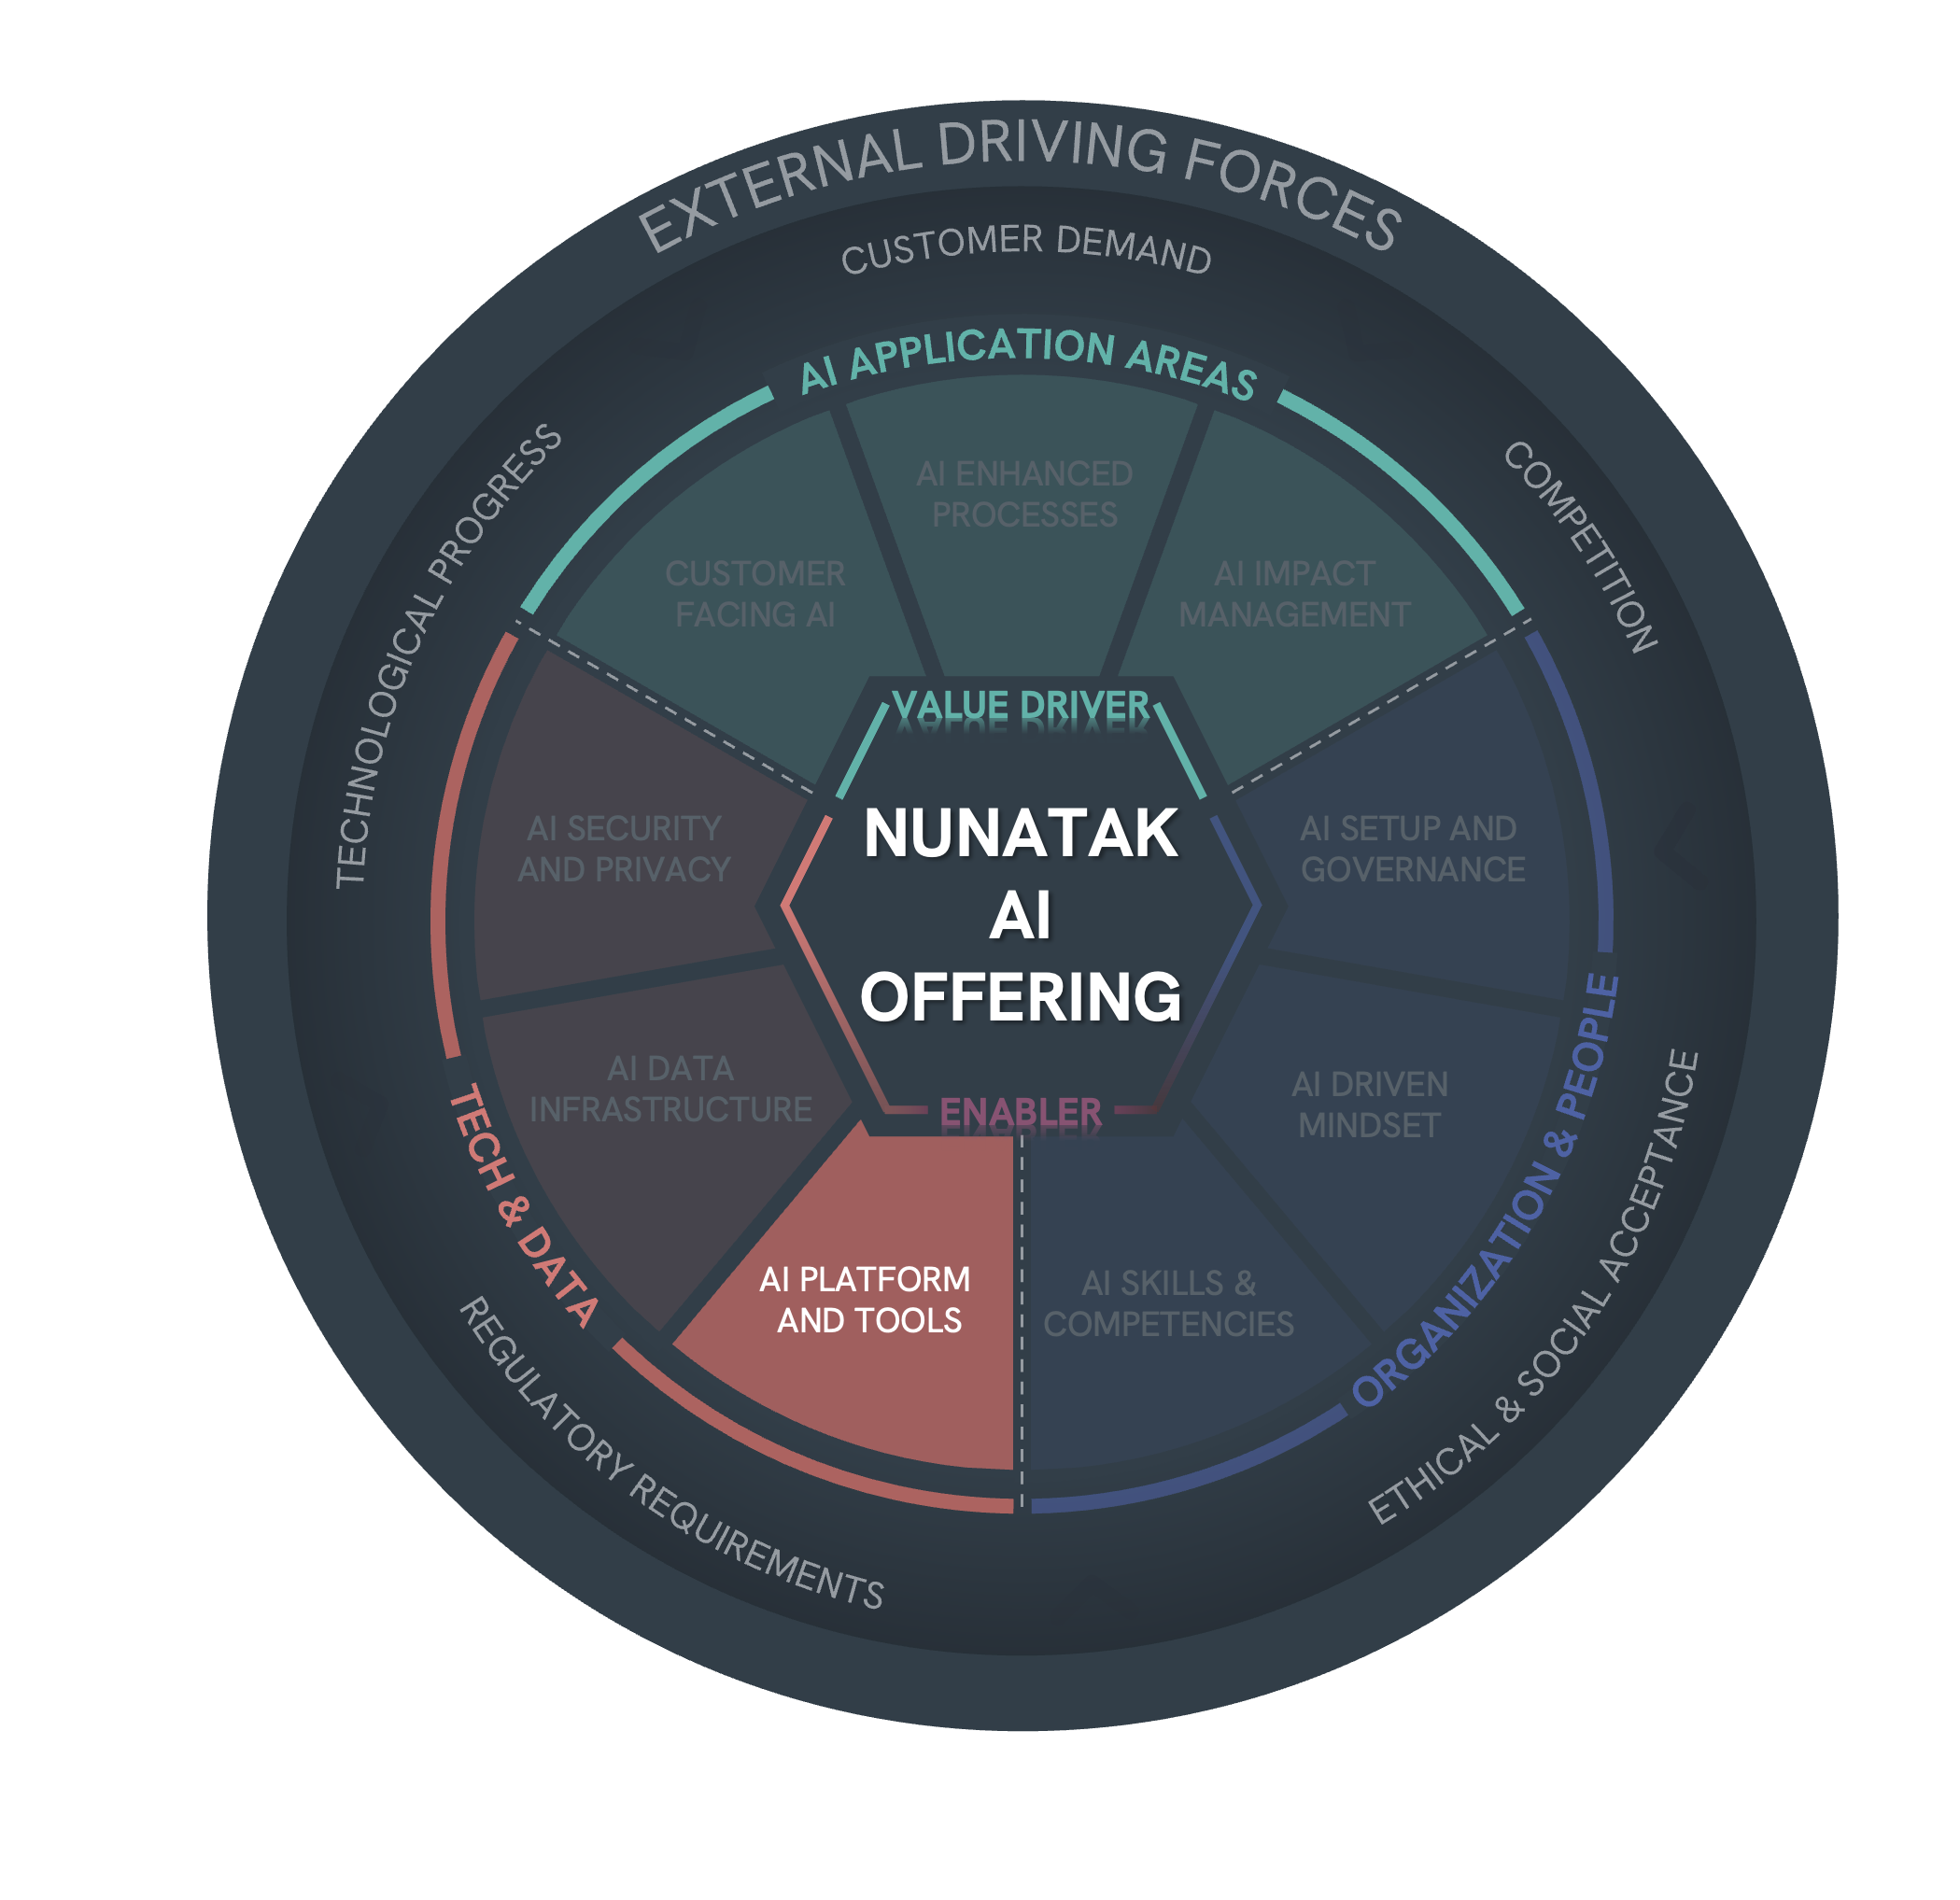 EXTERNAL DRIVING FORCES
CUSTOMER DEMAND
TECHNOLOGICAL PROGRESS
COMPETITION
AI APPLICATION AREAS
CUSTOMER
FACING AI
AI ENHANCED
PROCESSES
AI IMPACT
MANAGEMENT
VALUE DRIVER
NUNATAK
AI
OFFERING
ENABLER
AI SECURITY
AND PRIVACY
AI DATA
INFRASTRUCTURE
AI PLATFORM
AND TOOLS
TECH & DATA
AI SETUP AND
GOVERNANCE
AI DRIVEN
MINDSET
AI SKILLS &
COMPETENCIES
ORGANIZATION & PEOPLE
REGULATORY REQUIREMENTS
ETHICAL & SOCIAL ACCEPTANCE